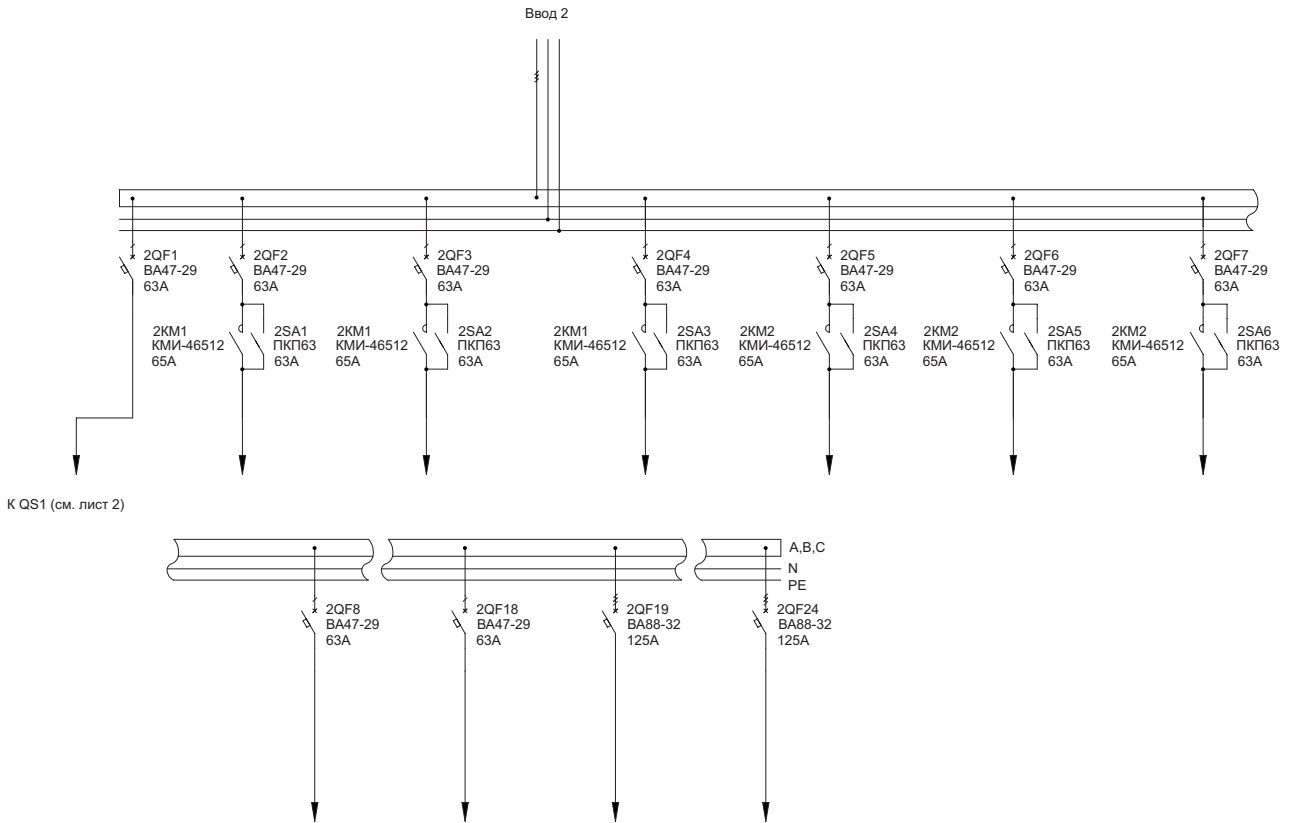 Ввод 2
2QF1
ВА47-29
63А
2QF2
ВА47-29
63А
2QF3
ВА47-29
63А
2QF4
ВА47-29
63А
2QF5
ВА47-29
63А
2QF6
ВА47-29
63А
2QF7
ВА47-29
63А
2КМ1
КМИ-46512
65А
2SA1
ПКП63
63А
2КМ1
КМИ-46512
65А
2SA2
ПКП63
63А
2КМ1
КМИ-46512
65А
2SA3
ПКП63
63А
2КМ2
КМИ-46512
65А
2SA4
ПКП63
63А
2КМ2
КМИ-46512
65А
2SA5
ПКП63
63А
2КМ2
КМИ-46512
65А
2SA6
ПКП63
63А
К QS1 (см. лист 2)
A,B,C
N
PE
2QF8
ВА47-29
63А
2QF18
ВА47-29
63А
2QF19
ВА88-32
125А
2QF24
ВА88-32
125А